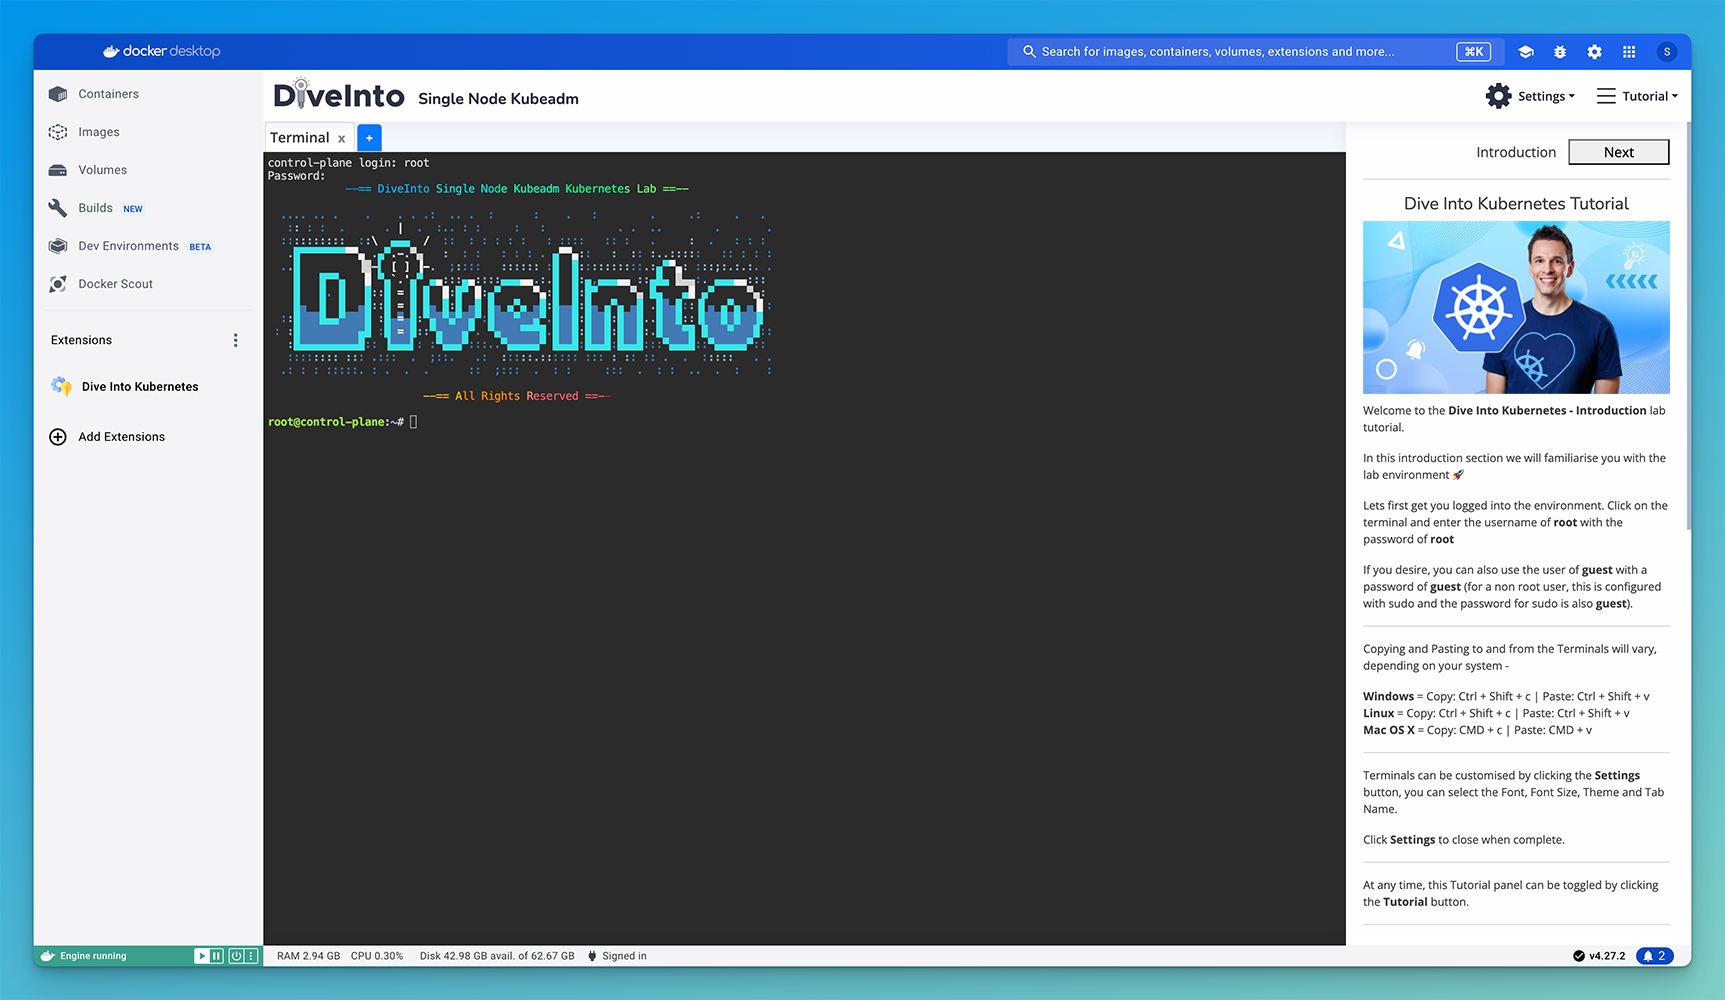 docker desktop
Search for images, containers, volumes, extensions and more...
⌘K
S
Containers
Images
Volumes
Builds NEW
Dev Environments BETA
Docker Scout
Extensions
Dive Into Kubernetes
Add Extensions
DiveInto Single Node Kubeadm
Settings
Tutorial
Terminal x +
control-plane login: root
Password:
--== DiveInto Single Node Kubeadm Kubernetes Lab ==--
DiveInto
--== All Rights Reserved ==--
root@control-plane:~#
Introduction
Next
Dive Into Kubernetes Tutorial
Welcome to the Dive Into Kubernetes - Introduction lab
tutorial.
In this introduction section we will familiarise you with the
lab environment 🚀
Lets first get you logged into the environment. Click on the
terminal and enter the username of root with the
password of root
If you desire, you can also use the user of guest with a
password of guest (for a non root user, this is configured
with sudo and the password for sudo is also guest).
Copying and Pasting to and from the Terminals will vary,
depending on your system -
Windows = Copy: Ctrl + Shift + c | Paste: Ctrl + Shift + v
Linux = Copy: Ctrl + Shift + c | Paste: Ctrl + Shift + v
Mac OS X = Copy: CMD + c | Paste: CMD + v
Terminals can be customised by clicking the Settings
button, you can select the Font, Font Size, Theme and Tab
Name.
Click Settings to close when complete.
At any time, this Tutorial panel can be toggled by clicking
the Tutorial button.
Engine running
RAM 2.94 GB CPU 0.30% Disk 42.98 GB avail. of 62.67 GB Signed in
v4.27.2
2